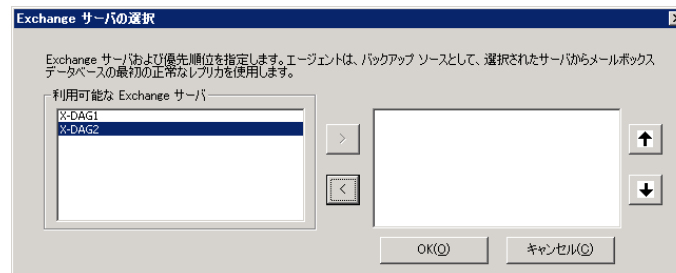 Exchange サーバの選択
Exchange サーバおよび優先順位を指定します。エージェントは、バックアップ ソースとして、選択されたサーバからメールボックス
データベースの最初の正常なレプリカを使用します。
利用可能な Exchange サーバ
X-DAG1
X-DAG2
>
<
OK(O)
キャンセル(C)